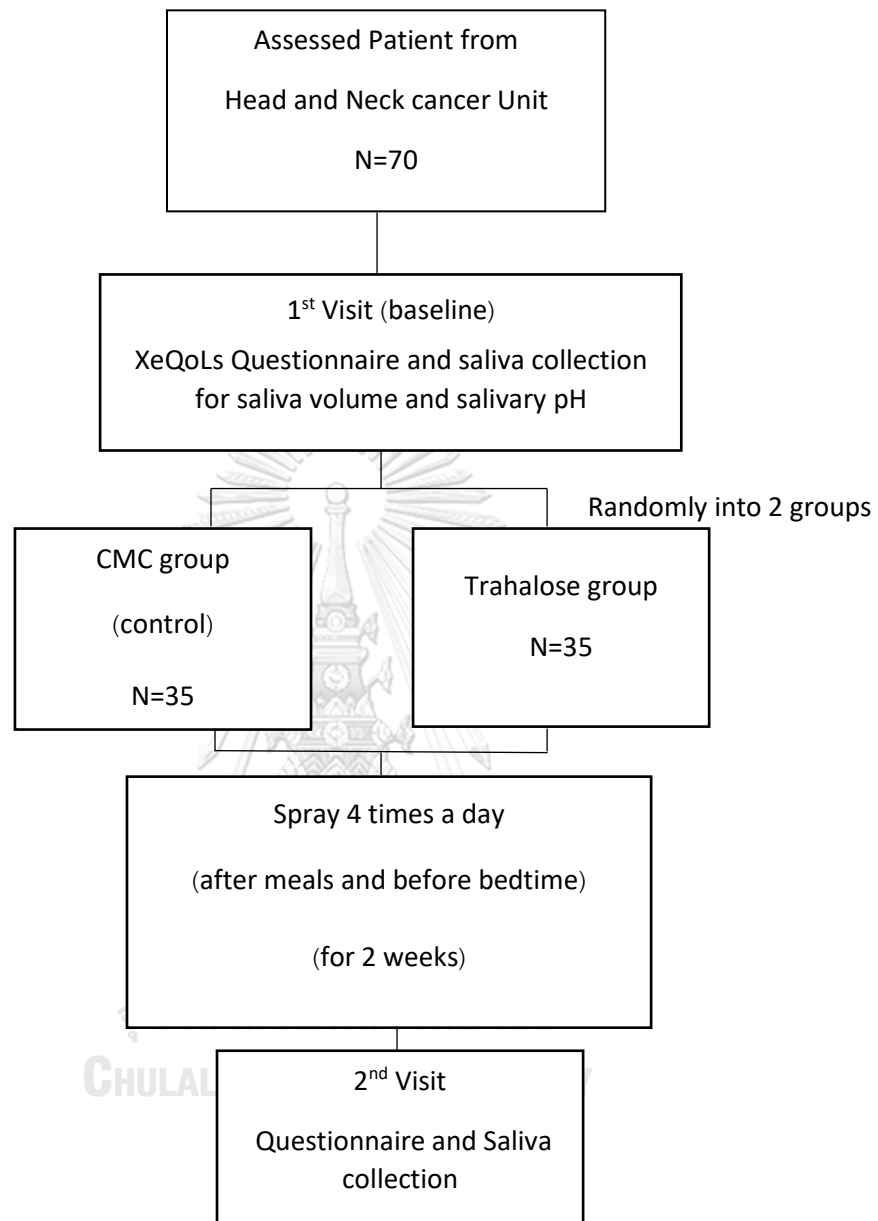 Assessed Patient from
Head and Neck cancer Unit
N=70
1st Visit (baseline)
XeQoLs Questionnaire and saliva collection
for saliva volume and salivary pH
Randomly into 2 groups
CMC group
(control)
N=35
Trahalose group
N=35
Spray 4 times a day
(after meals and before bedtime)
(for 2 weeks)
2nd Visit
Questionnaire and Saliva
collection